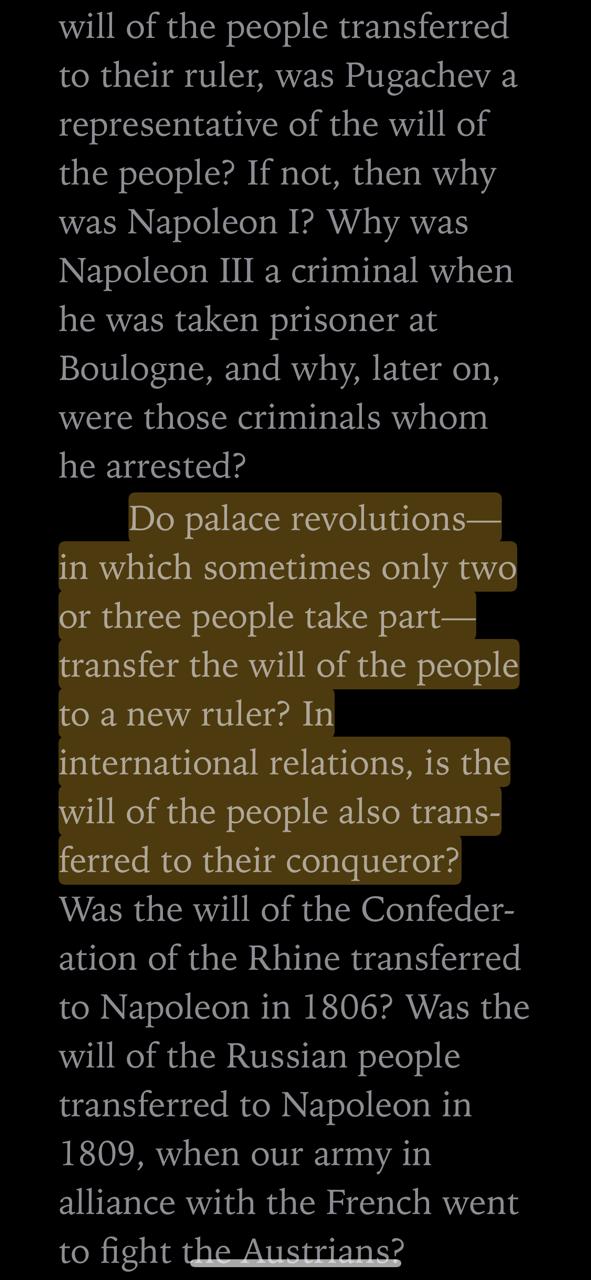 will of the people transferred
to their ruler, was Pugachev a
representative of the will of
the people? If not, then why
was Napoleon I? Why was
Napoleon III a criminal when
he was taken prisoner at
Boulogne, and why, later on,
were those criminals whom
he arrested?
Do palace revolutions—
in which sometimes only two
or three people take part—
transfer the will of the people
to a new ruler? In
international relations, is the
will of the people also trans-
ferred to their conqueror?
Was the will of the Confeder-
ation of the Rhine transferred
to Napoleon in 1806? Was the
will of the Russian people
transferred to Napoleon in
1809, when our army in
alliance with the French went
to fight the Austrians?